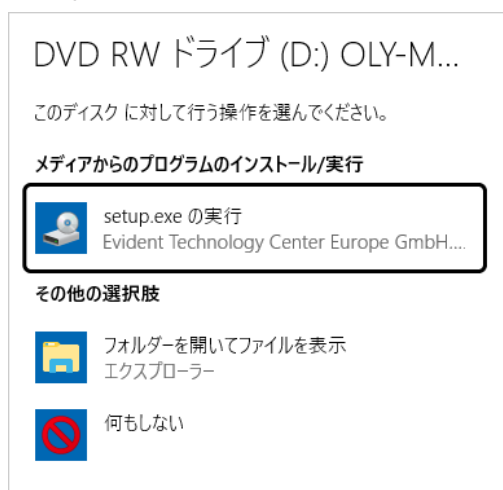 DVD RW ドライブ (D:) OLY-M...
このディスク に対して行う操作を選んでください。
メディアからのプログラムのインストール/実行
setup.exe の実行
Evident Technology Center Europe GmbH....
その他の選択肢
フォルダーを開いてファイルを表示
エクスプローラー
何もしない